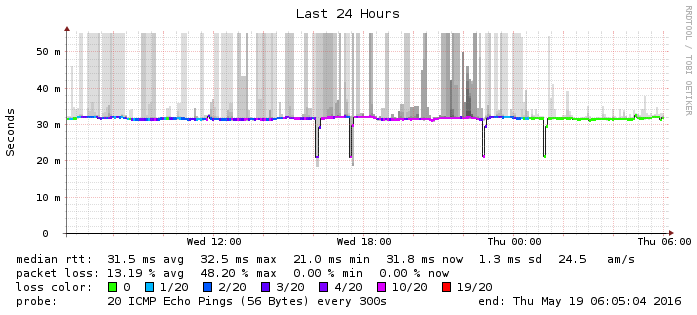 Last 24 Hours
RRDTOOL / TOBI OETIKER
Seconds
50 m
40 m
30 m
20 m
10 m
0
Wed 12:00 Wed 18:00 Thu 00:00 Thu 06:00
median rtt: 31.5 ms avg 32.5 ms max 21.0 ms min 31.8 ms now 1.3 ms sd 24.5 am/s
packet loss: 13.19 % avg 48.20 % max 0.00 % min 0.00 % now
loss color: 0 1/20 2/20 3/20 4/20 10/20 19/20
probe: 20 ICMP Echo Pings (56 Bytes) every 300s end: Thu May 19 06:05:04 2016